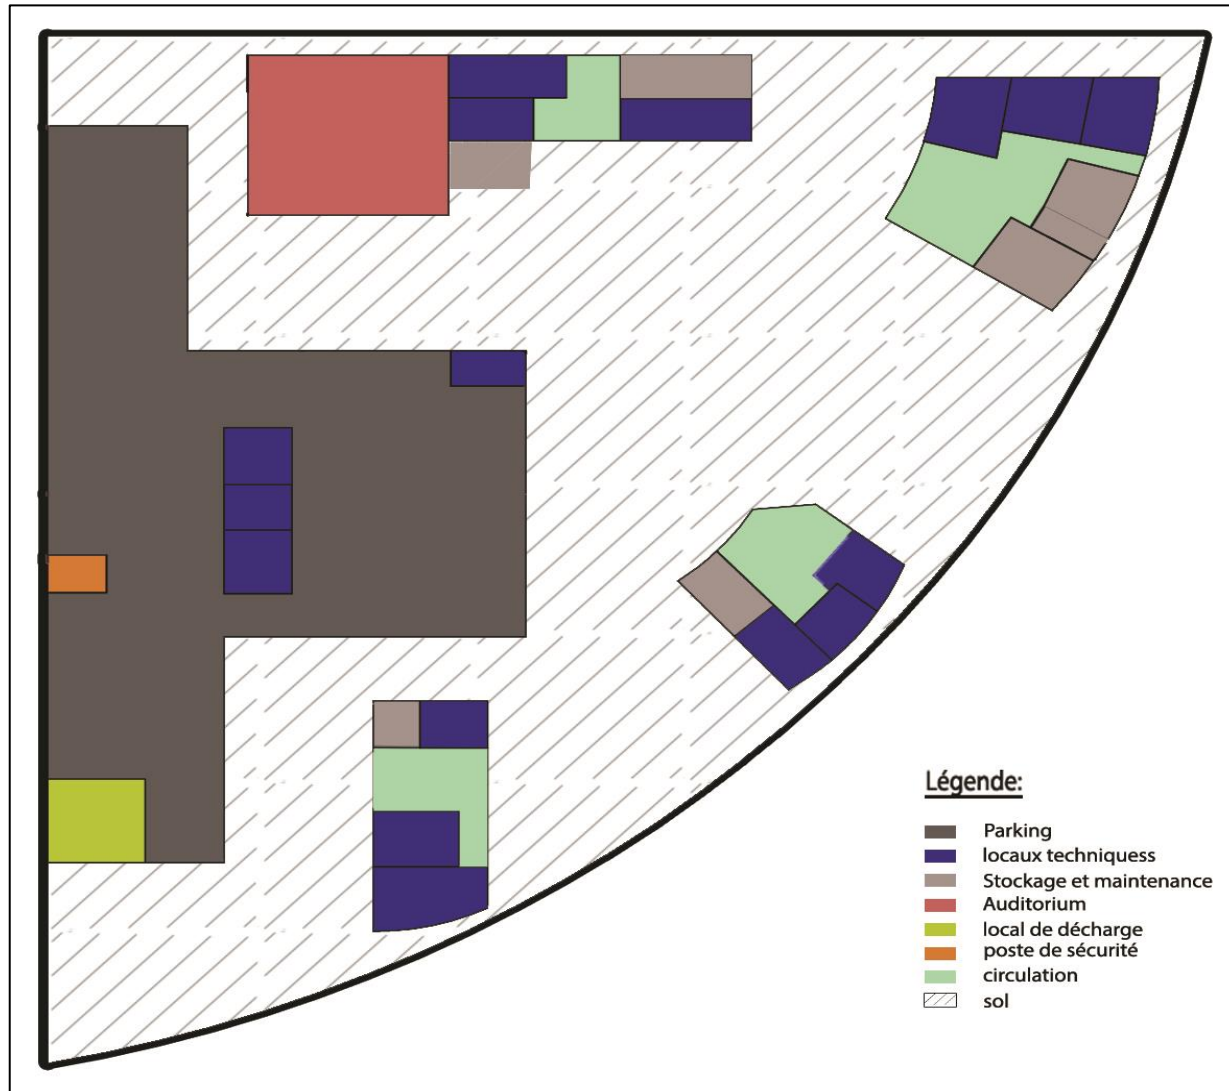 Légende:
Parking
locaux techniquess
Stockage et maintenance
Auditorium
local de décharge
poste de sécurité
circulation
sol